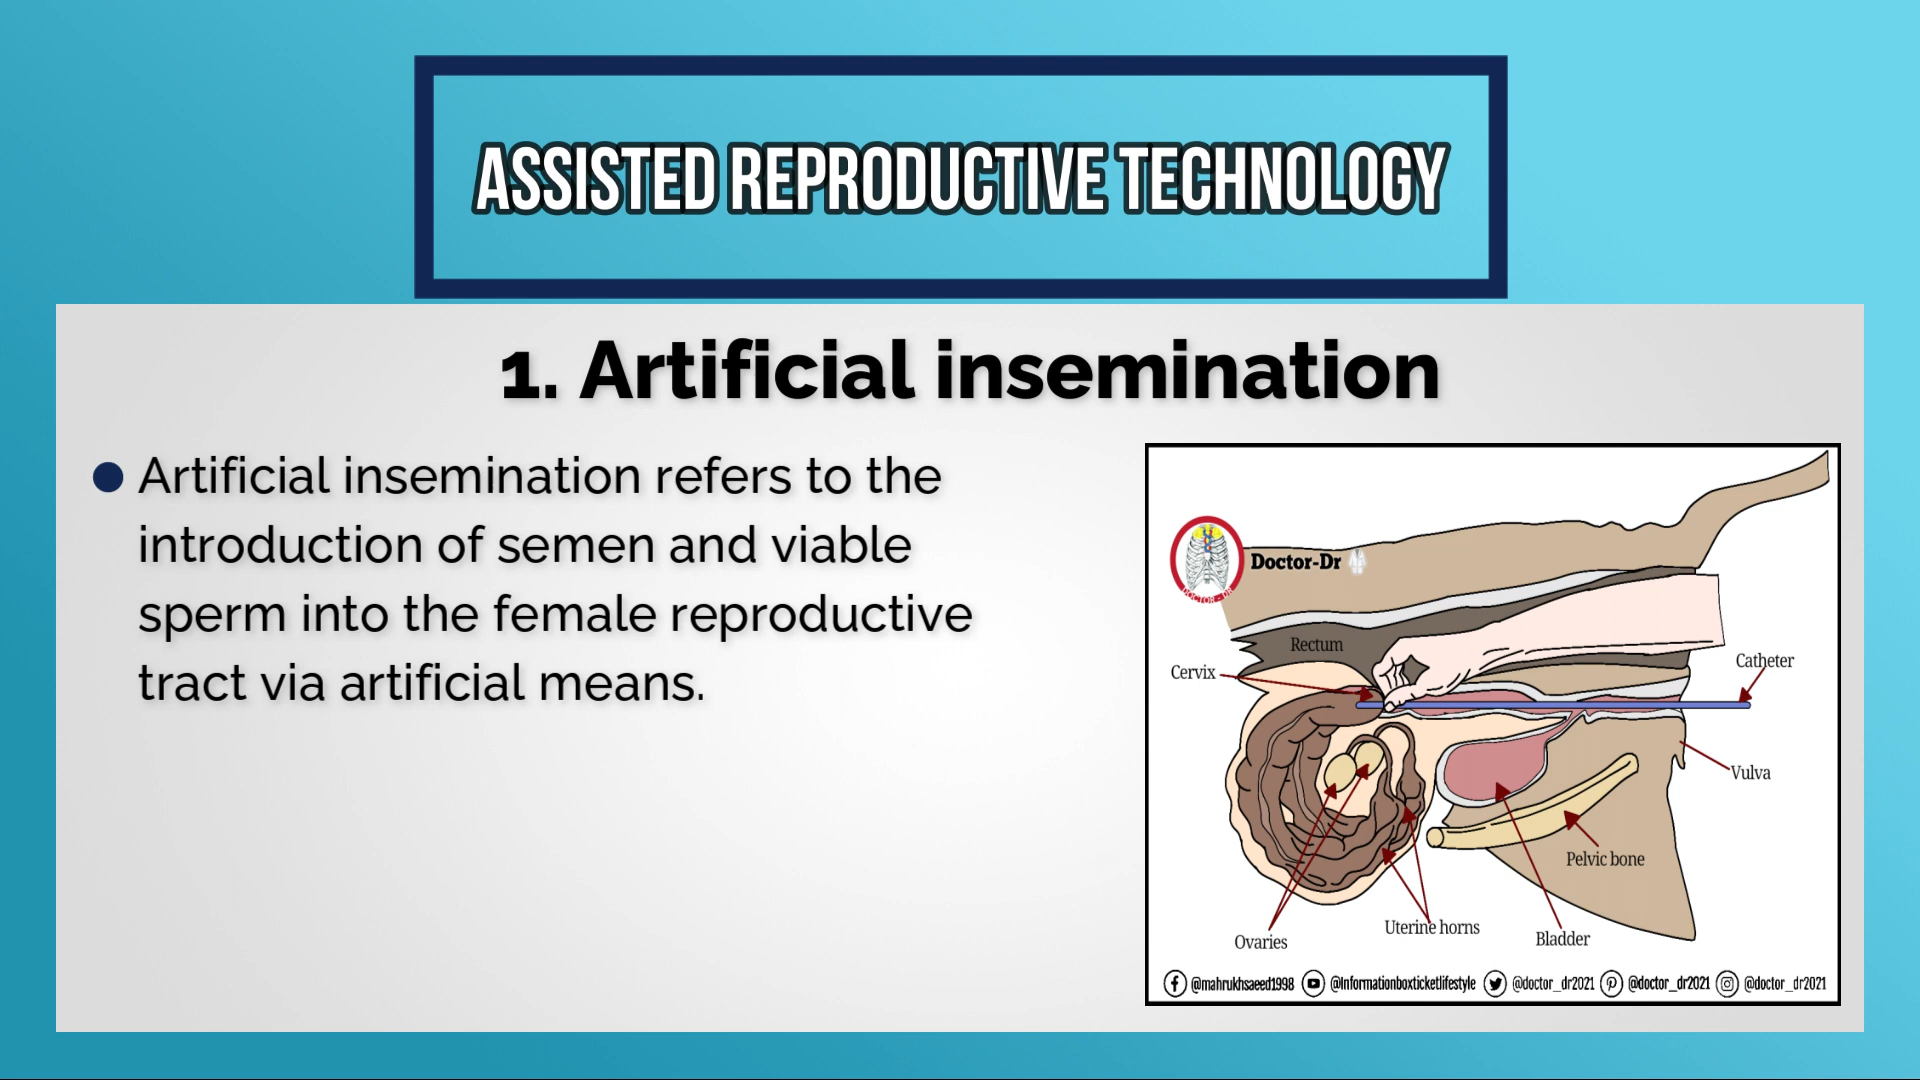 ASSISTED REPRODUCTIVE TECHNOLOGY
1. Artificial insemination
Artificial insemination refers to the
introduction of semen and viable
sperm into the female reproductive
tract via artificial means.
Doctor-Dr
DOCTOR - DR
Rectum
Cervix
Catheter
Vulva
Pelvic bone
Uterine horns
Ovaries
Bladder
@mahrukhsaeed1998 @Informationboxticketlifestyle @doctor_dr2021 @doctor_dr2021 @doctor_dr2021